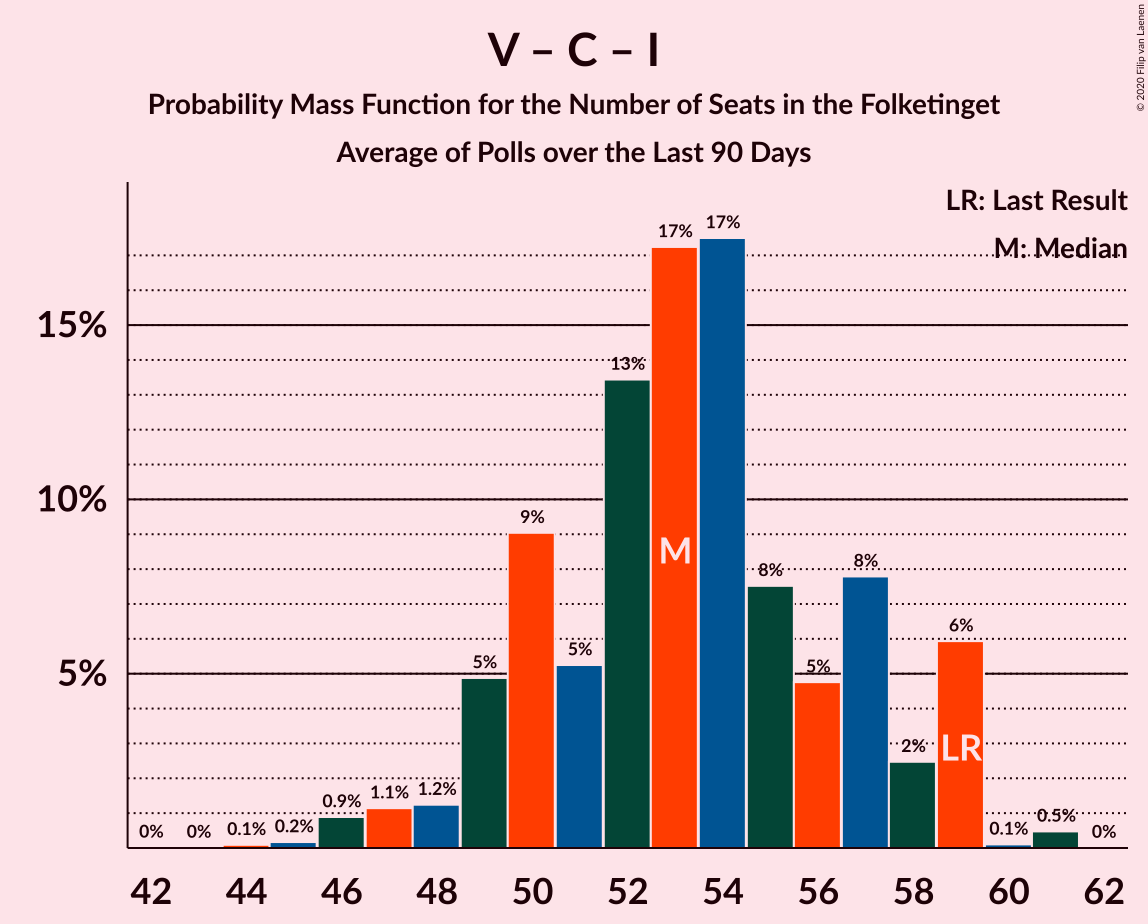 V – C – I
Probability Mass Function for the Number of Seats in the Folketinget
Average of Polls over the Last 90 Days
© 2020 Filip van Laenen
LR: Last Result
M: Median
15%
10%
5%
0%
0%
0.1%
0.2%
0.9%
1.1%
1.2%
5%
9%
5%
13%
17%
17%
8%
5%
8%
2%
6%
0.1%
0.5%
0%
M
LR
42 44 46 48 50 52 54 56 58 60 62